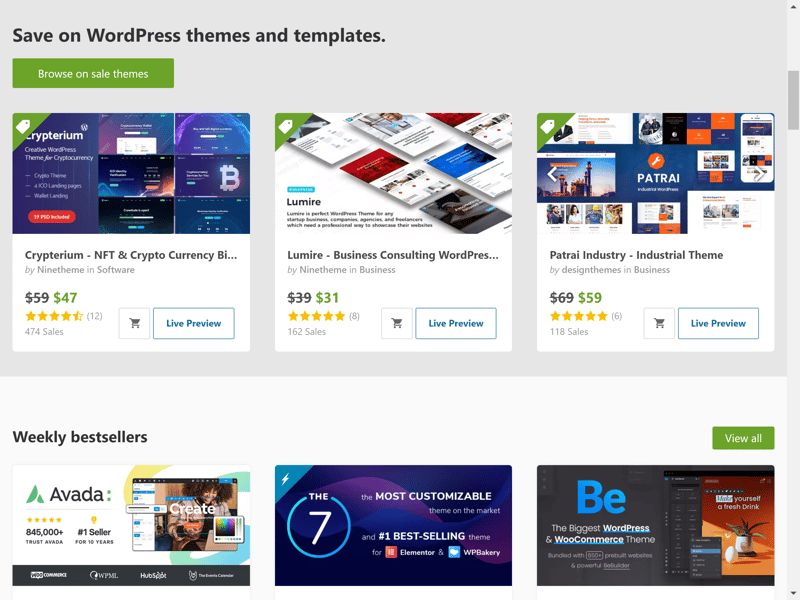 Save on WordPress themes and templates.
Browse on sale themes
Crypterium
Creative WordPress
Theme for Cryptocurrency
Crypto Theme
4 ICO Landing pages
Wallet Landing
19 PSD Included
Lumire
Lumire is perfect WordPress Theme for any
startup business, companies, agencies, and freelancers
which need a professional way to showcase their websites
PATRAI
Industrial WordPress
Crypterium - NFT & Crypto Currency Bi...
by Ninetheme in Software
$59 $47
(12)
474 Sales
Live Preview
Lumire - Business Consulting WordPres...
by Ninetheme in Business
$39 $31
(8)
162 Sales
Live Preview
Patrai Industry - Industrial Theme
by designthemes in Business
$69 $59
(6)
118 Sales
Live Preview
Weekly bestsellers
View all
Avada:
845,000+
TRUST AVADA
#1 Seller
FOR 10 YEARS
Create
WOO COMMERCE
WPML
HubSpot
The Events Calendar
THE
7
the MOST CUSTOMIZABLE
theme on the market
and #1 BEST-SELLING theme
for Elementor & WPBakery
Be
The Biggest WordPress
& WooCommerce Theme
Bundled with 650+ prebuilt websites
& powerful BeBuilder
Make yourself
a fresh Drink